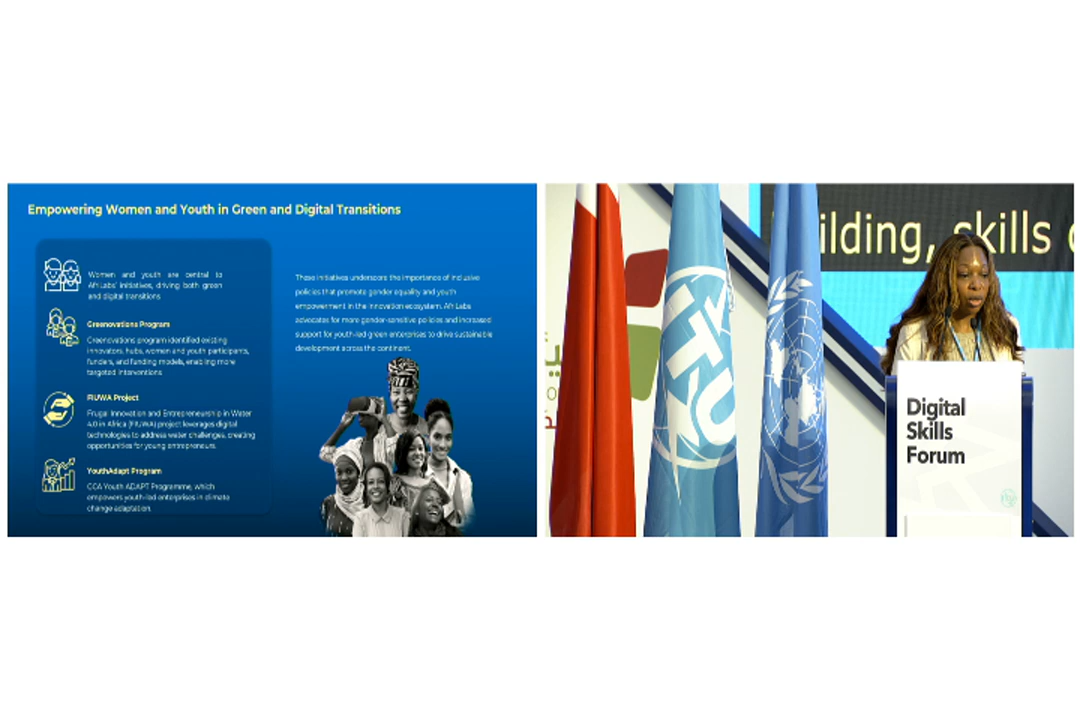 Empowering Women and Youth in Green and Digital Transitions
Women and youth are central to
AfriLabs' initiatives, driving both green
and digital transitions
Greenovations Program
Greenovations program identified existing
innovators, hubs, women and youth participants,
funders, and funding models, enabling more
targeted interventions
FIUWA Project
Frugal Innovation and Entrepreneurship in Water
4.0 in Africa (FIUWA) project leverages digital
technologies to address water challenges, creating
opportunities for young entrepreneurs.
YouthAdapt Program
CCA Youth ADAPT Programme, which
empowers youth-led enterprises in climate
change adaptation.
These initiatives underscore the importance of inclusive
policies that promote gender equality and youth
empowerment in the innovation ecosystem. AfriLabs
advocates for more gender-sensitive policies and increased
support for youth-led green enterprises to drive sustainable
development across the continent.
ilding, skills
ITU
Digital
Skills
Forum